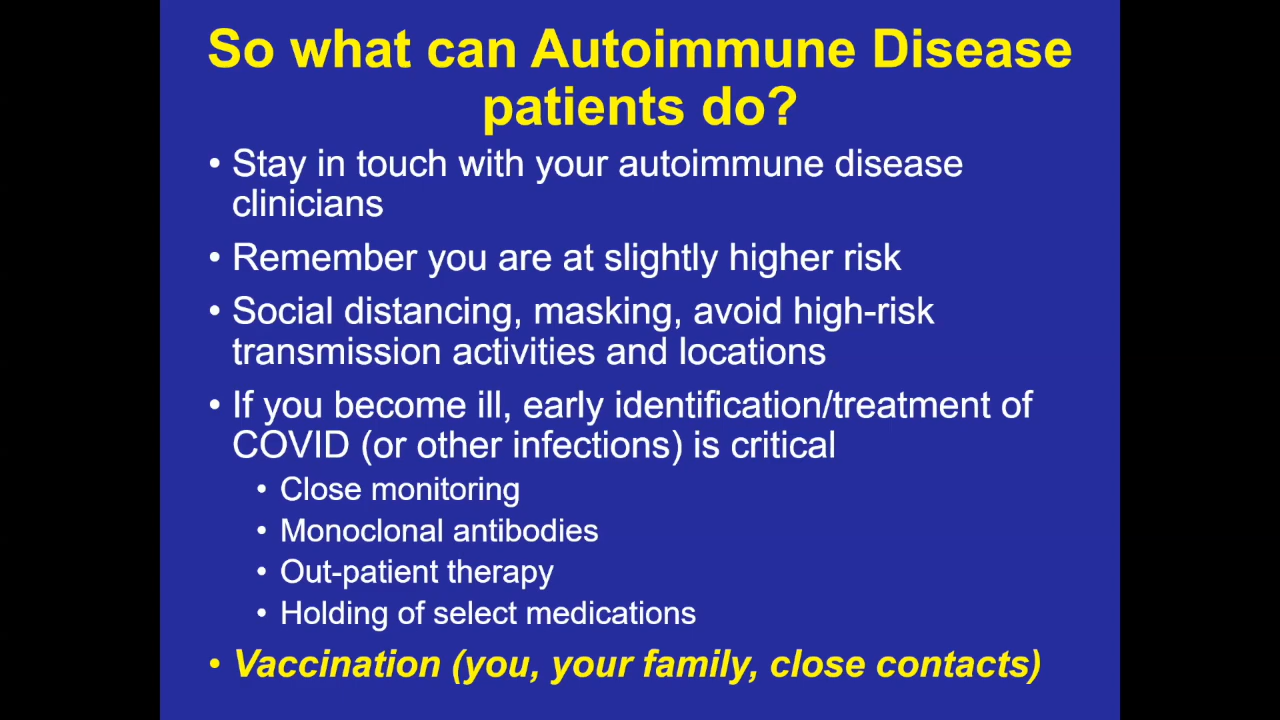 So what can Autoimmune Disease
patients do?
• Stay in touch with your autoimmune disease
clinicians
• Remember you are at slightly higher risk
• Social distancing, masking, avoid high-risk
transmission activities and locations
• If you become ill, early identification/treatment of
COVID (or other infections) is critical
• Close monitoring
• Monoclonal antibodies
• Out-patient therapy
• Holding of select medications
• Vaccination (you, your family, close contacts)